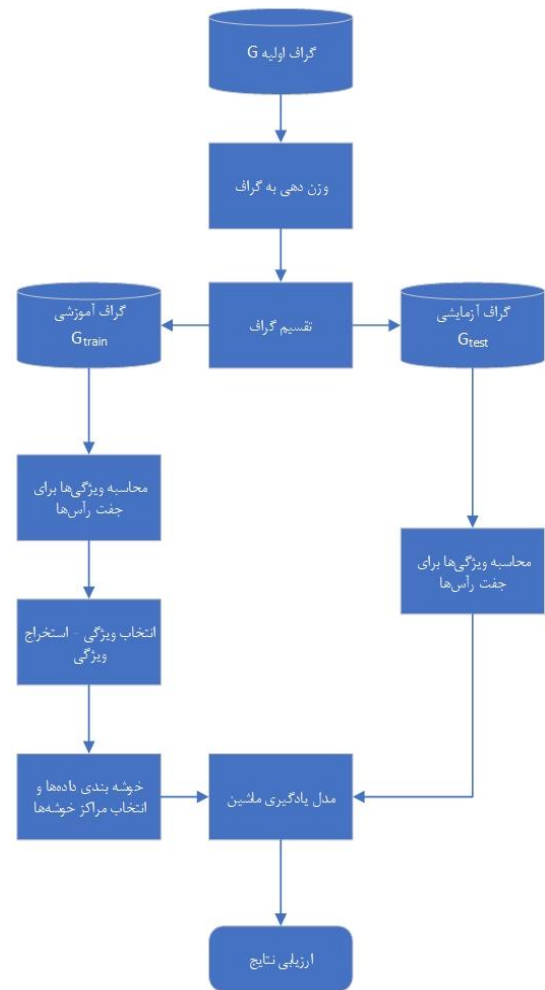 گراف اولیه G
وزن دهی به گراف
تقسیم گراف
گراف آموزشی
Gtrain
گراف آزمایشی
Gtest
محاسبه ویژگی‌ها برای
جفت رأس‌ها
محاسبه ویژگی‌ها برای
جفت رأس‌ها
انتخاب ویژگی - استخراج
ویژگی
خوشه بندی داده‌ها و
انتخاب مراکز خوشه‌ها
مدل یادگیری ماشین
ارزیابی نتایج